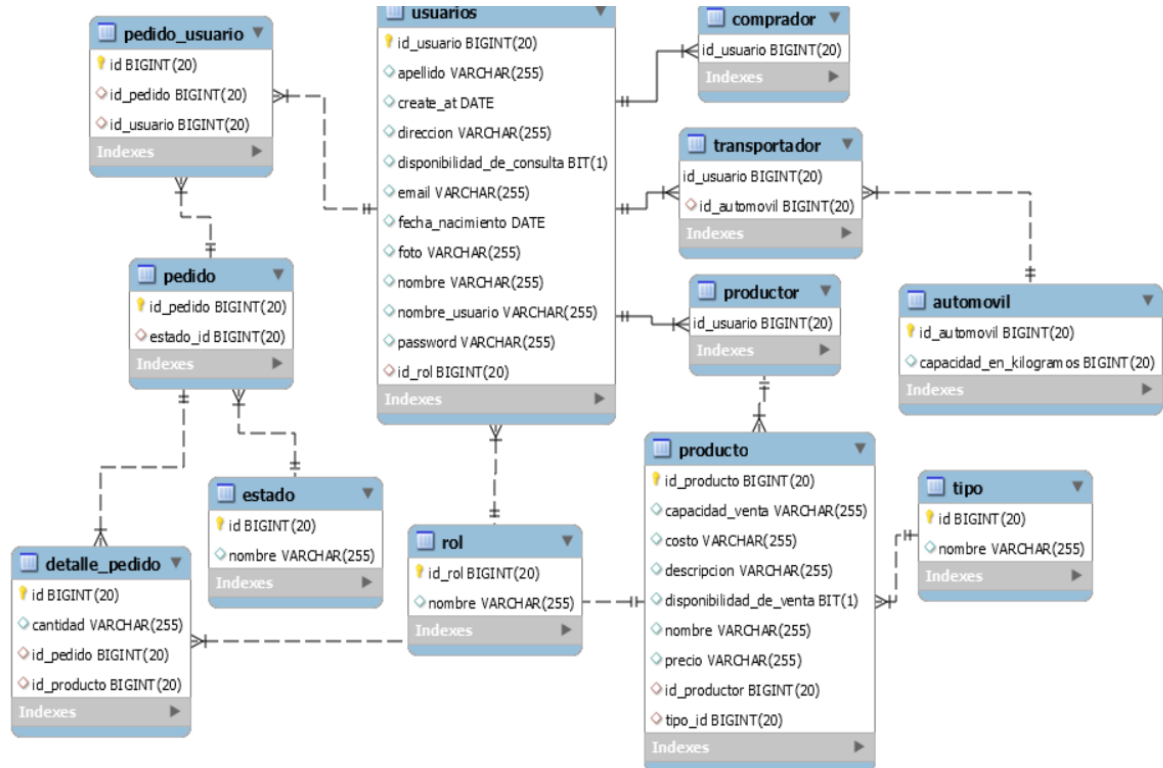 pedido_usuario
id BIGINT(20)
id_pedido BIGINT(20)
id_usuario BIGINT(20)
Indexes
usuarios
id_usuario BIGINT(20)
apellido VARCHAR(255)
create_at DATE
direccion VARCHAR(255)
disponibilidad_de_consulta BIT(1)
email VARCHAR(255)
fecha_nacimiento DATE
foto VARCHAR(255)
nombre VARCHAR(255)
nombre_usuario VARCHAR(255)
password VARCHAR(255)
id_rol BIGINT(20)
Indexes
comprador
id_usuario BIGINT(20)
Indexes
transportador
id_usuario BIGINT(20)
id_automovil BIGINT(20)
Indexes
pedido
id_pedido BIGINT(20)
estado_id BIGINT(20)
Indexes
productor
id_usuario BIGINT(20)
Indexes
automovil
id_automovil BIGINT(20)
capacidad_en_kilogramos BIGINT(20)
Indexes
estado
id BIGINT(20)
nombre VARCHAR(255)
Indexes
rol
id_rol BIGINT(20)
nombre VARCHAR(255)
Indexes
producto
id_producto BIGINT(20)
capacidad_venta VARCHAR(255)
costo VARCHAR(255)
descripcion VARCHAR(255)
disponibilidad_de_venta BIT(1)
nombre VARCHAR(255)
precio VARCHAR(255)
id_productor BIGINT(20)
tipo_id BIGINT(20)
Indexes
tipo
id BIGINT(20)
nombre VARCHAR(255)
Indexes
detalle_pedido
id BIGINT(20)
cantidad VARCHAR(255)
id_pedido BIGINT(20)
id_producto BIGINT(20)
Indexes